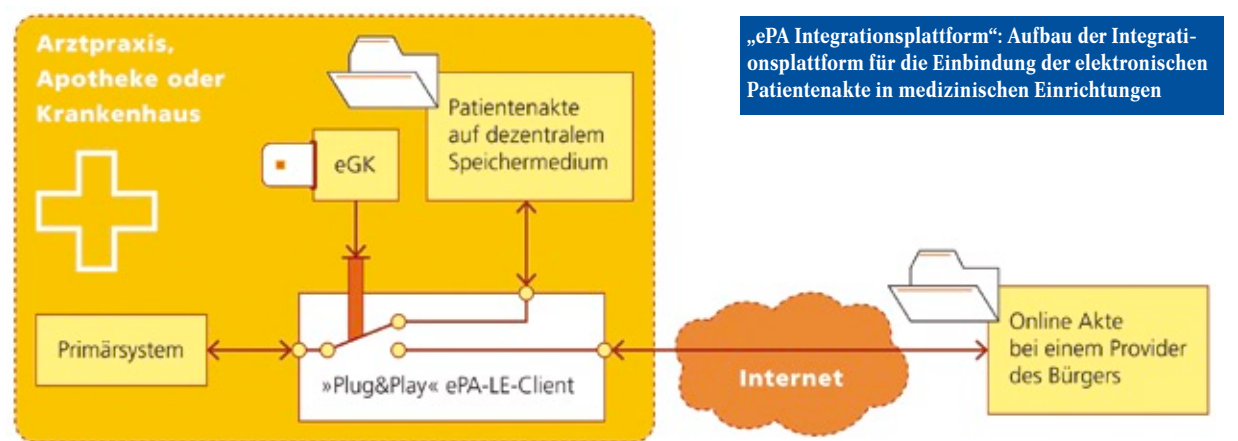 Arztpraxis,
Apotheke oder
Krankenhaus
„ePA Integrationsplattform“: Aufbau der Integrati-
onsplattform für die Einbindung der elektronischen
Patientenakte in medizinischen Einrichtungen
Patientenakte
auf dezentralem
Speichermedium
eGK
Primärsystem
»Plug&Play« ePA-LE-Client
Internet
Online Akte
bei einem Provider
des Bürgers